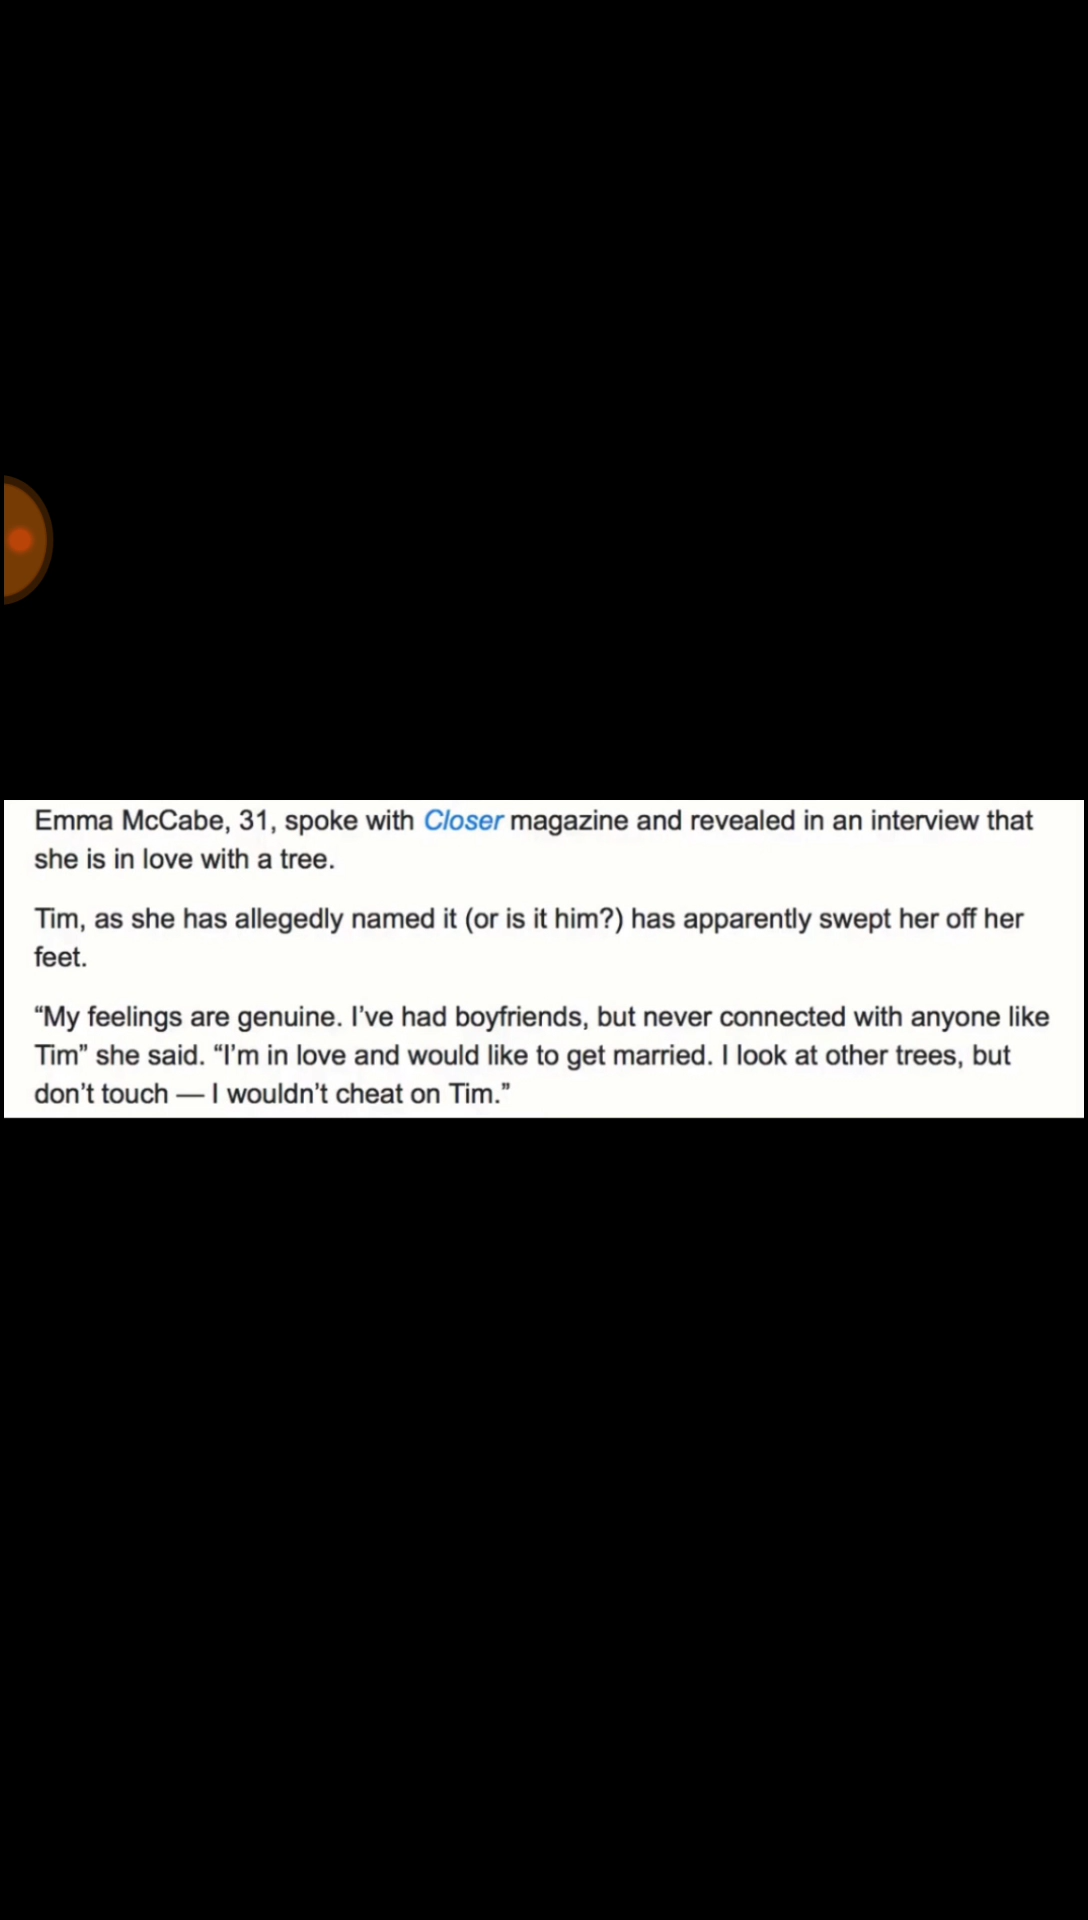 Emma McCabe, 31, spoke with Closer magazine and revealed in an interview that
she is in love with a tree.
Tim, as she has allegedly named it (or is it him?) has apparently swept her off her
feet.
“My feelings are genuine. I’ve had boyfriends, but never connected with anyone like
Tim” she said. “I’m in love and would like to get married. I look at other trees, but
don’t touch — I wouldn’t cheat on Tim.”